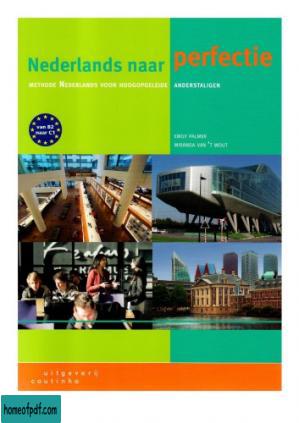 Nederlands naar perfectie
METHODE NEDERLANDS VOOR HOOGOPGELEIDE ANDERSTALIGEN
van B2
naar C1
EMILY PALMER
MIRANDA VAN 'T WOUT
uitgeverij
coutinho
homeofpdf.com